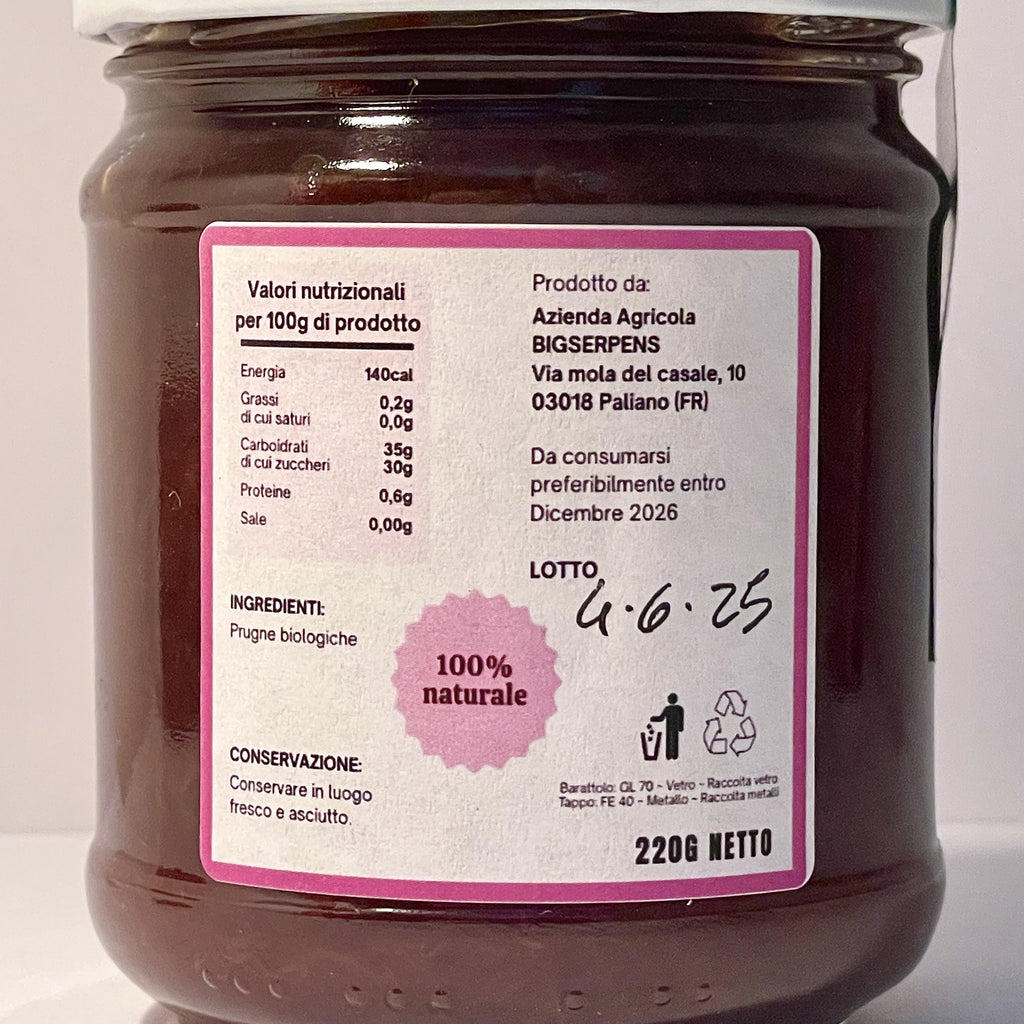 Valori nutrizionali
per 100g di prodotto
Energia 140cal
Grassi 0,2g
di cui saturi 0,0g
Carboidrati 35g
di cui zuccheri 30g
Proteine 0,6g
Sale 0,00g
INGREDIENTI:
Prugne biologiche
100%
naturale
CONSERVAZIONE:
Conservare in luogo
fresco e asciutto.
Prodotto da:
Azienda Agricola
BIGSERPENS
Via mola del casale, 10
03018 Paliano (FR)
Da consumarsi
preferibilmente entro
Dicembre 2026
LOTTO
4.6.25
Barattolo: GL 70 - Vetro - Raccolta vetro
Tappo: FE 40 - Metallo - Raccolta metalli
220G NETTO